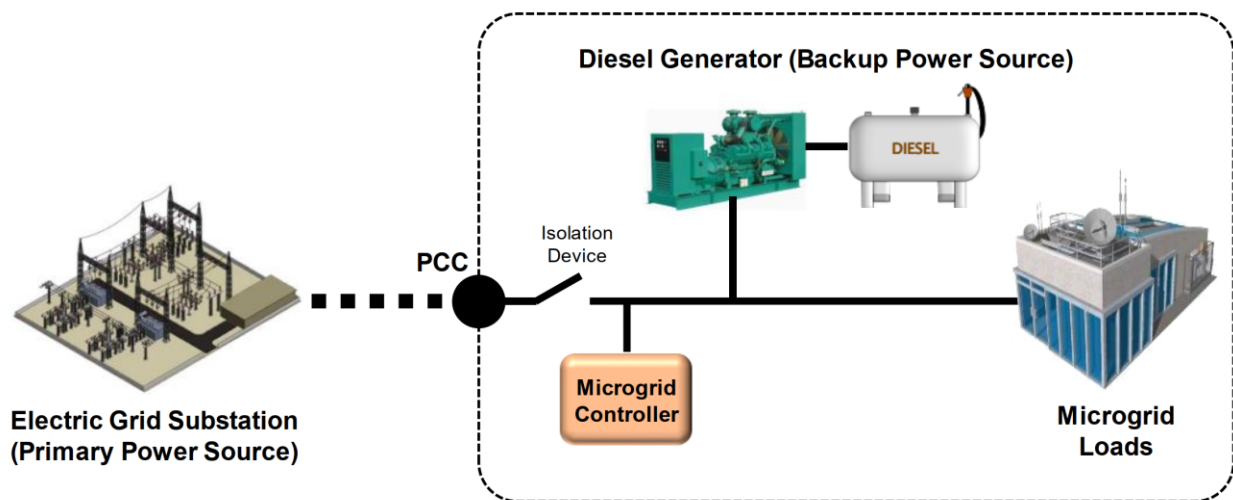 Diesel Generator (Backup Power Source)
DIESEL
Isolation
Device
PCC
Microgrid
Controller
Electric Grid Substation
(Primary Power Source)
Microgrid
Loads